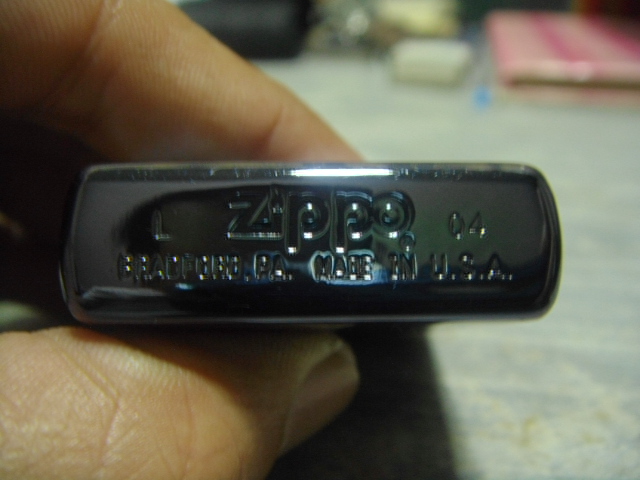 L Zippo® 04
BRADFORD, PA. MADE IN U.S.A.